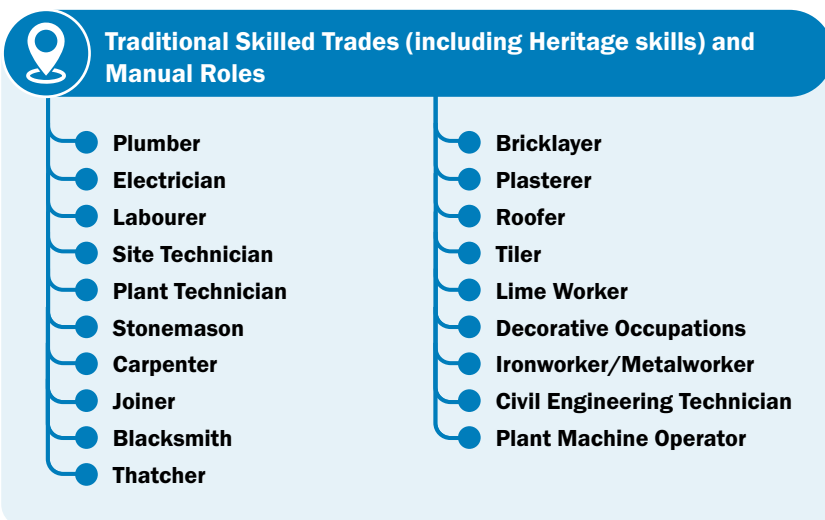 Traditional Skilled Trades (including Heritage skills) and
Manual Roles
Plumber
Electrician
Labourer
Site Technician
Plant Technician
Stonemason
Carpenter
Joiner
Blacksmith
Thatcher
Bricklayer
Plasterer
Roofer
Tiler
Lime Worker
Decorative Occupations
Ironworker/Metalworker
Civil Engineering Technician
Plant Machine Operator